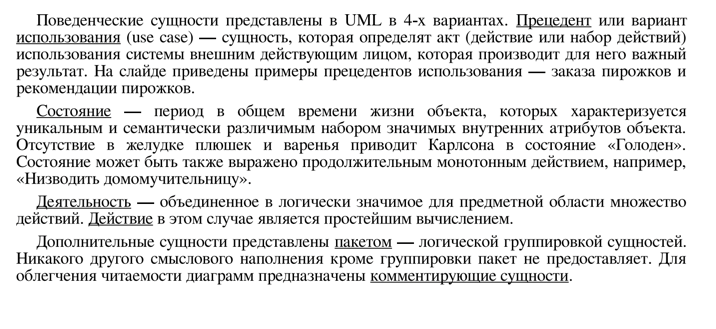 Поведенческие сущности представлены в UML в 4-х вариантах. Прецедент или вариант
использования (use case) — сущность, которая определят акт (действие или набор действий)
использования системы внешним действующим лицом, которая производит для него важный
результат. На слайде приведены примеры прецедентов использования — заказа пирожков и
рекомендации пирожков.
Состояние — период в общем времени жизни объекта, которых характеризуется
уникальным и семантически различимым набором значимых внутренних атрибутов объекта.
Отсутствие в желудке плюшек и варенья приводит Карлсона в состояние «Голоден».
Состояние может быть также выражено продолжительным монотонным действием, например,
«Низводить домомучительницу».
Деятельность — объединенное в логически значимое для предметной области множество
действий. Действие в этом случае является простейшим вычислением.
Дополнительные сущности представлены пакетом — логической группировкой сущностей.
Никакого другого смыслового наполнения кроме группировки пакет не предоставляет. Для
облегчения читаемости диаграмм предназначены комментирующие сущности.